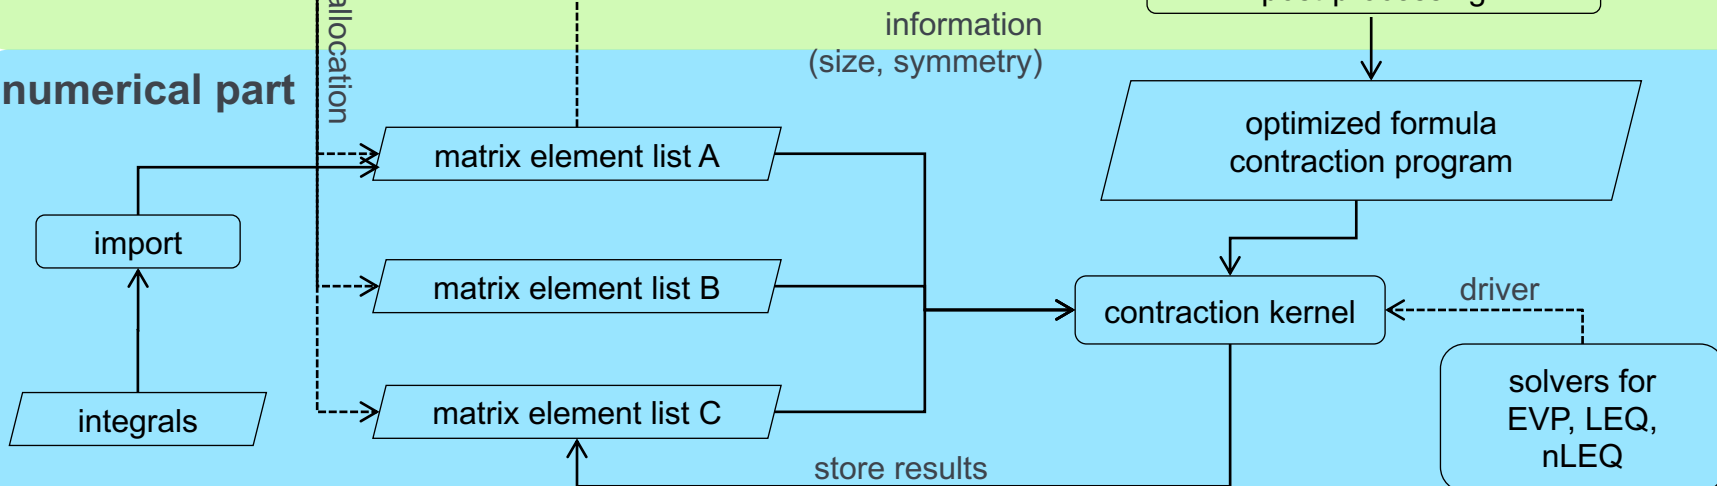 allocation
information
(size, symmetry)
numerical part
optimized formula
contraction program
matrix element list A
import
matrix element list B
driver
contraction kernel
solvers for
EVP, LEQ,
nLEQ
matrix element list C
integrals
store results